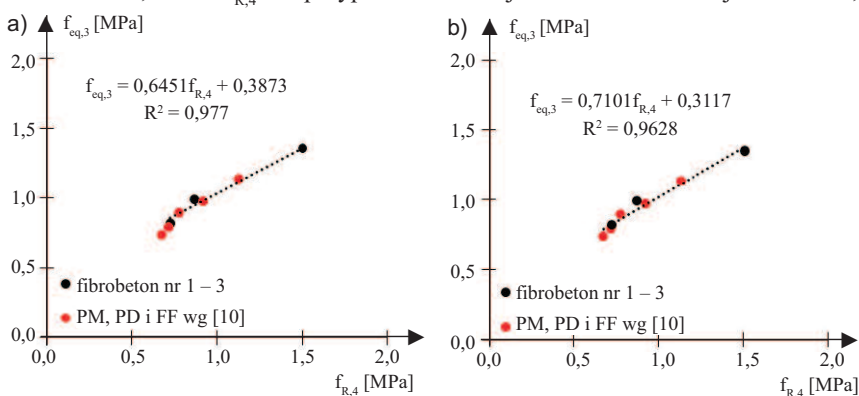 a) f_eq,3 [MPa]
2,0
1,5
1,0
0,5
0,0
f_eq,3 = 0,6451f_R,4 + 0,3873
R² = 0,977
fibrobeton nr 1 – 3
PM, PD i FF wg [10]
0,0 0,5 1,0 1,5 2,0
f_R,4 [MPa]
b) f_eq,3 [MPa]
2,0
1,5
1,0
0,5
0,0
f_eq,3 = 0,7101f_R,4 + 0,3117
R² = 0,9628
fibrobeton nr 1 – 3
PM, PD i FF wg [10]
0,0 0,5 1,0 1,5 2,0
f_R,4 [MPa]